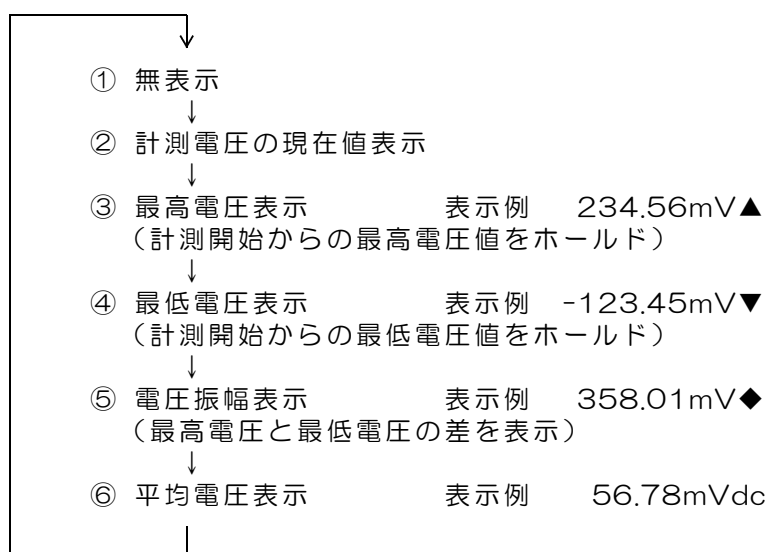 ① 無表示
↓
② 計測電圧の現在値表示
↓
③ 最高電圧表示 表示例 234.56mV▲
（計測開始からの最高電圧値をホールド）
↓
④ 最低電圧表示 表示例 -123.45mV▼
（計測開始からの最低電圧値をホールド）
↓
⑤ 電圧振幅表示 表示例 358.01mV◆
（最高電圧と最低電圧の差を表示）
↓
⑥ 平均電圧表示 表示例 56.78mVdc